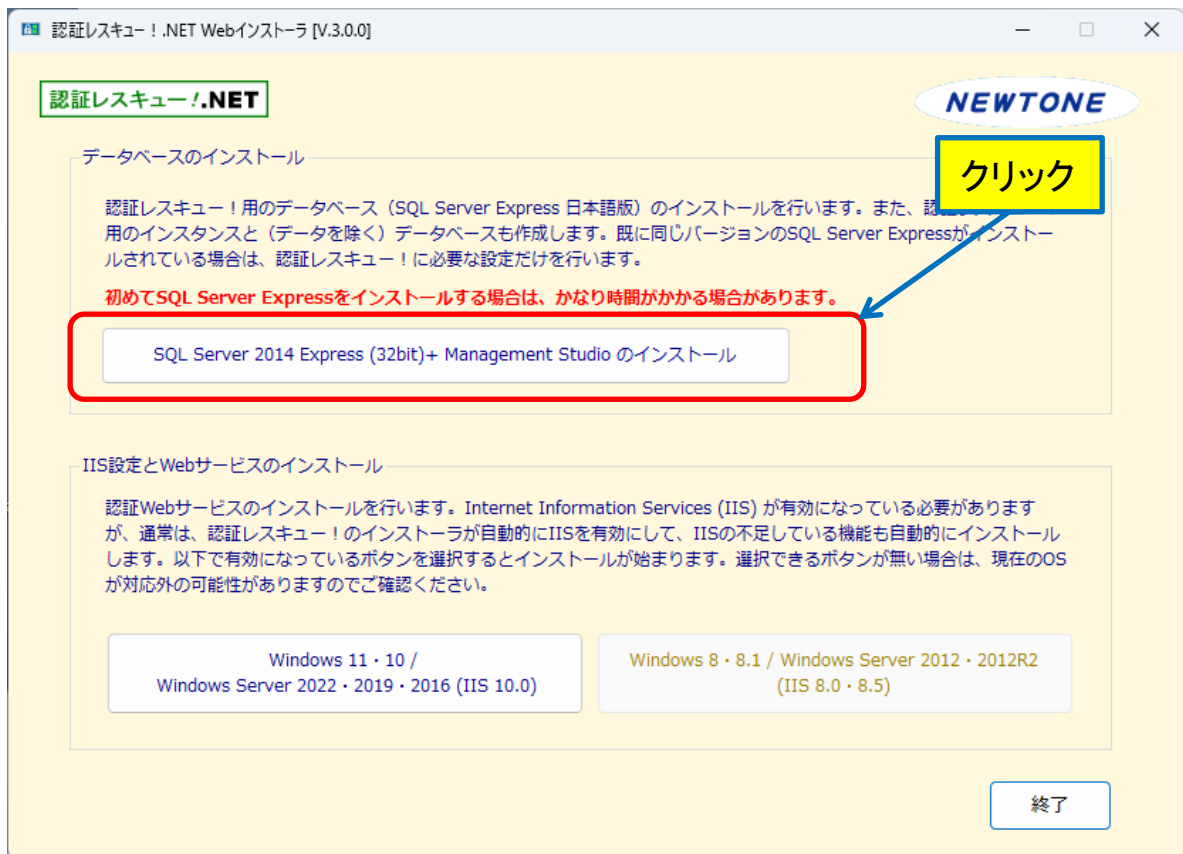 認証レスキュー！.NET Webインストーラ [V.3.0.0]
認証レスキュー！.NET
NEWTONE
データベースのインストール
クリック
認証レスキュー！用のデータベース（SQL Server Express 日本語版）のインストールを行います。また、認証
用のインスタンスと（データを除く）データベースも作成します。既に同じバージョンのSQL Server Expressがインストー
ルされている場合は、認証レスキュー！に必要な設定だけを行います。
初めてSQL Server Expressをインストールする場合は、かなり時間がかかる場合があります。
SQL Server 2014 Express (32bit)+ Management Studio のインストール
IIS設定とWebサービスのインストール
認証Webサービスのインストールを行います。Internet Information Services (IIS) が有効になっている必要があります
が、通常は、認証レスキュー！のインストーラが自動的にIISを有効にして、IISの不足している機能も自動的にインストール
します。以下で有効になっているボタンを選択するとインストールが始まります。選択できるボタンが無い場合は、現在のOS
が対応外の可能性がありますのでご確認ください。
Windows 11・10 /
Windows Server 2022・2019・2016 (IIS 10.0)
Windows 8・8.1 / Windows Server 2012・2012R2
(IIS 8.0・8.5)
終了